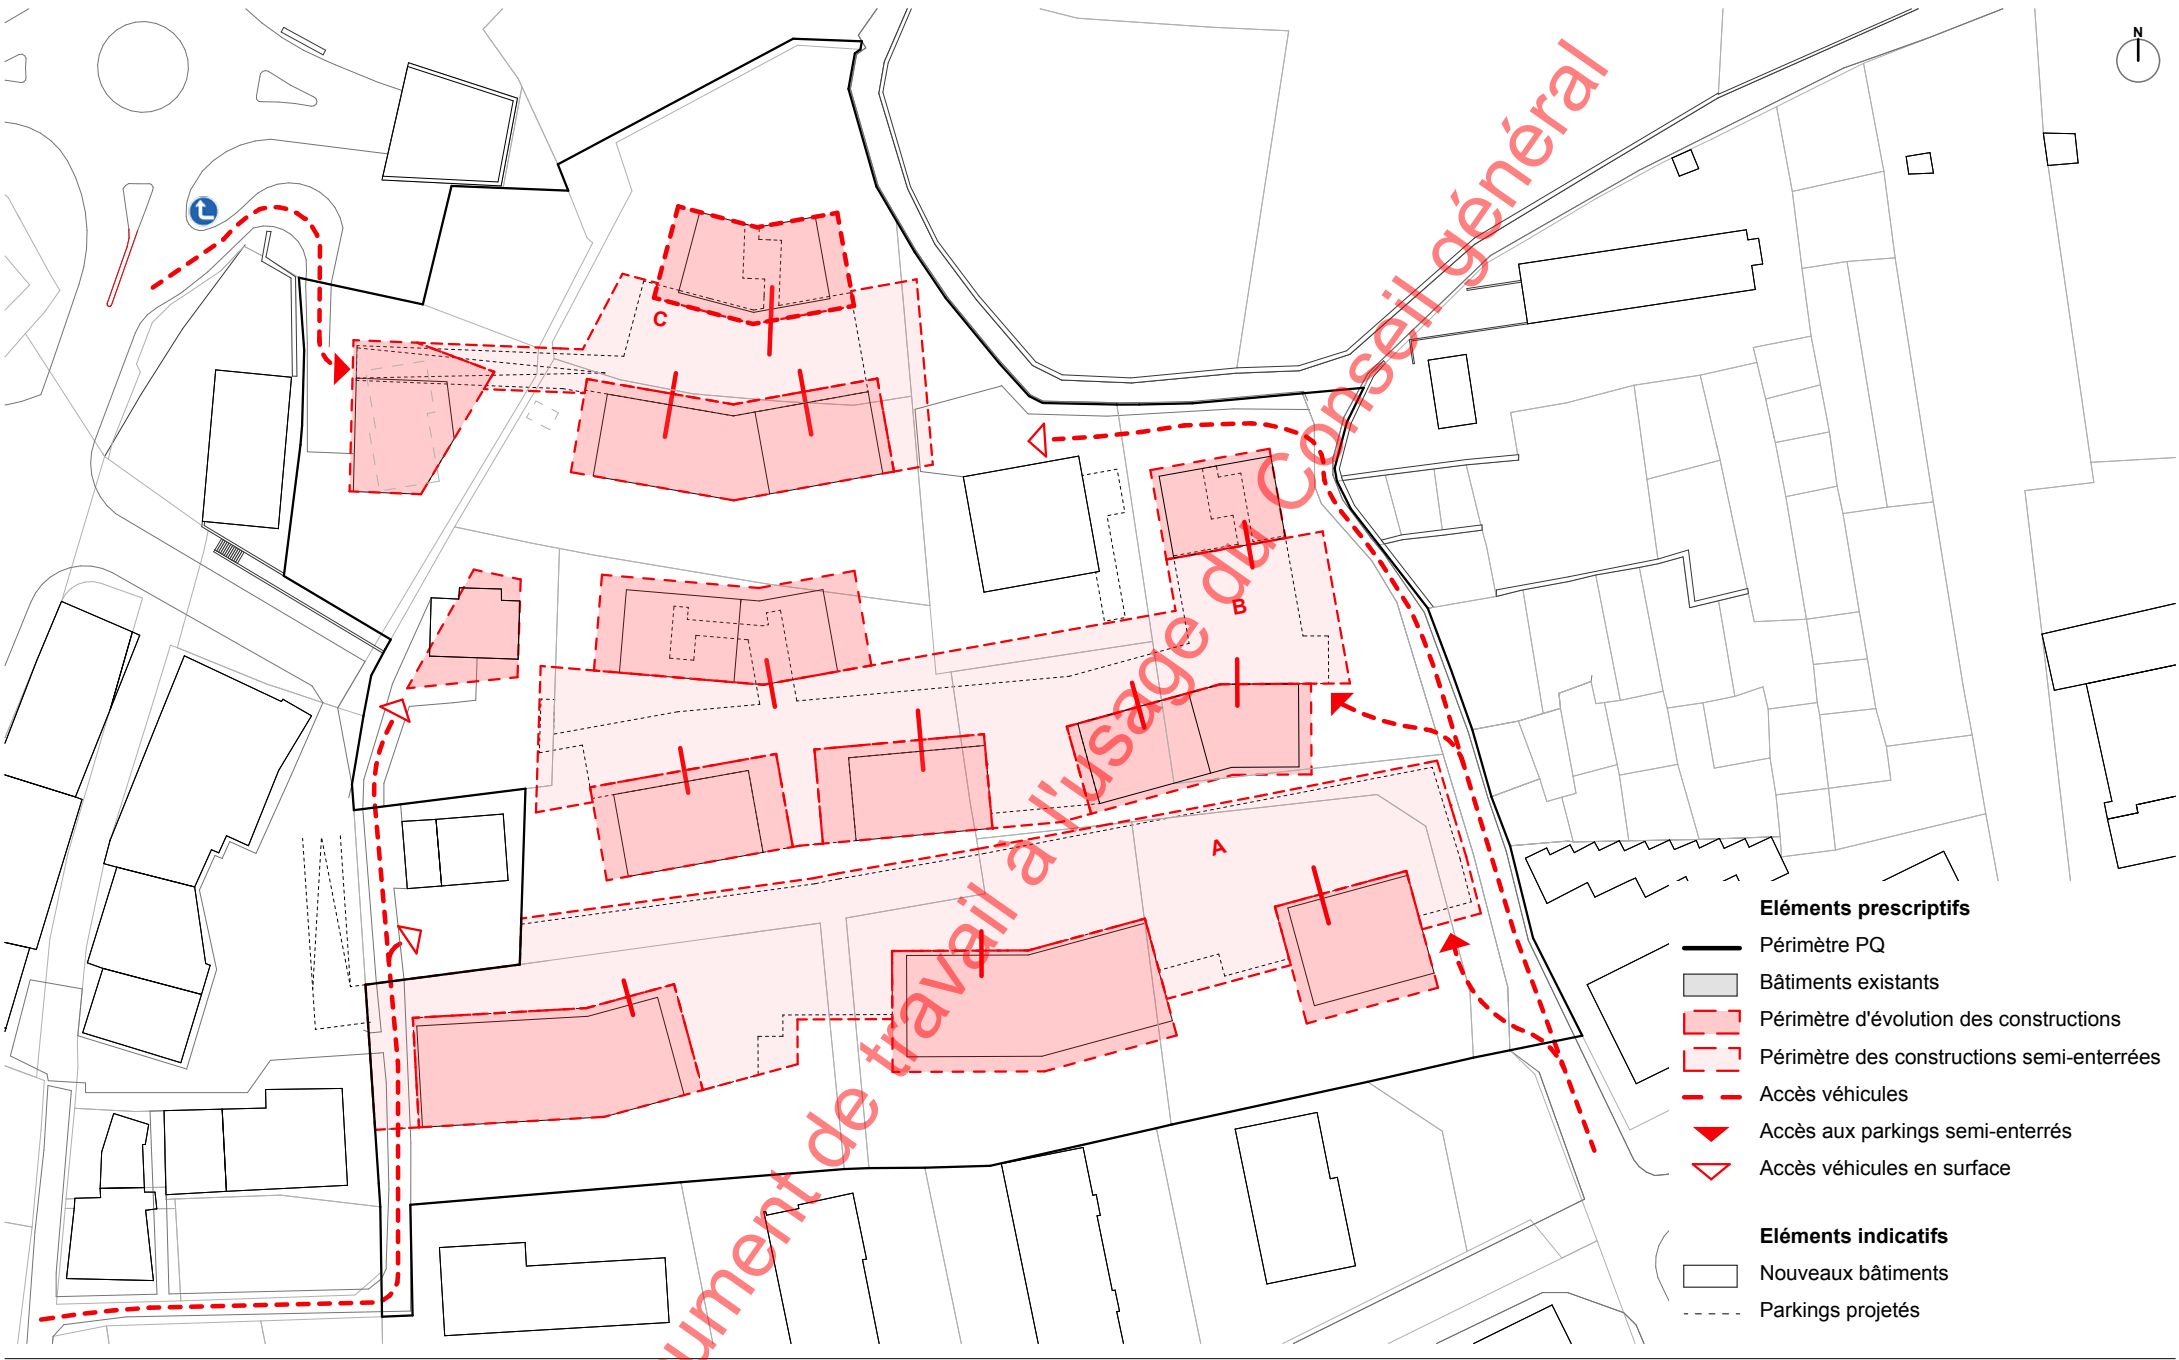 N
C
B
A
ument de travail à l'usage du Conseil général
Eléments prescriptifs
Périmètre PQ
Bâtiments existants
Périmètre d'évolution des constructions
Périmètre des constructions semi-enterrées
Accès véhicules
Accès aux parkings semi-enterrés
Accès véhicules en surface
Eléments indicatifs
Nouveaux bâtiments
Parkings projetés